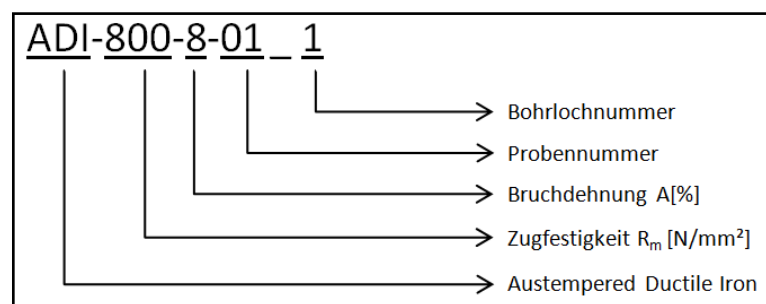 ADI-800-8-01_1
Bohrlochnummer
Probennummer
Bruchdehnung A[%]
Zugfestigkeit Rm [N/mm²]
Austempered Ductile Iron